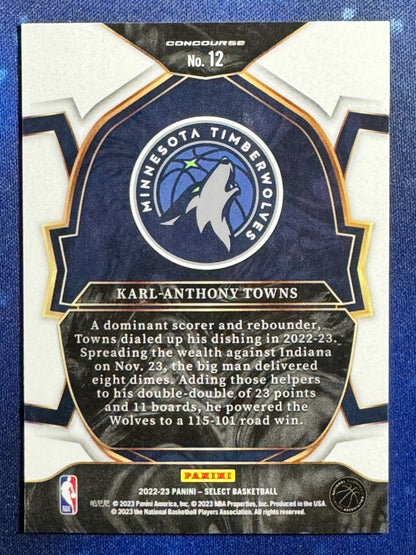 CONCOURSE
No. 12
MINNESOTA TIMBERWOLVES
KARL-ANTHONY TOWNS
A dominant scorer and rebounder,
Towns dialed up his dishing in 2022-23.
Spreading the wealth against Indiana
on Nov. 23, the big man delivered
eight dimes. Adding those helpers
to his double-double of 23 points
and 11 boards, he powered the
Wolves to a 115-101 road win.
PANINI
2022-23 PANINI – SELECT BASKETBALL
帕尼尼 © 2023 Panini America, Inc. © 2023 NBA Properties, Inc. Produced in the USA.
© 2023 the National Basketball Players Association. All rights reserved.
NBA